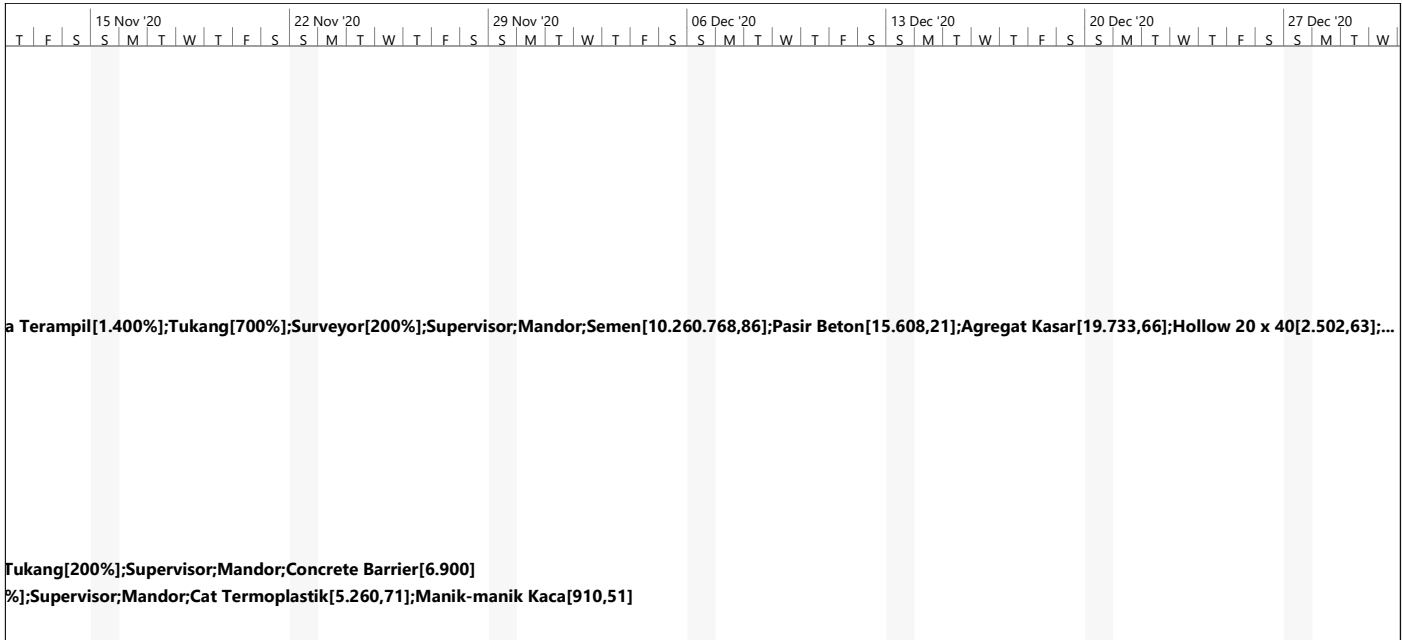 15 Nov '20 22 Nov '20 29 Nov '20 06 Dec '20 13 Dec '20 20 Dec '20 27 Dec '20
T F S S M T W T F S S M T W T F S S M T W T F S S M T W T F S S M T W T F S S M T W T F S S M T W
a Terampil[1.400%];Tukang[700%];Surveyor[200%];Supervisor;Mandor;Semen[10.260.768,86];Pasir Beton[15.608,21];Agregat Kasar[19.733,66];Hollow 20 x 40[2.502,63];...
Tukang[200%];Supervisor;Mandor;Concrete Barrier[6.900]
%];Supervisor;Mandor;Cat Termoplastik[5.260,71];Manik-manik Kaca[910,51]